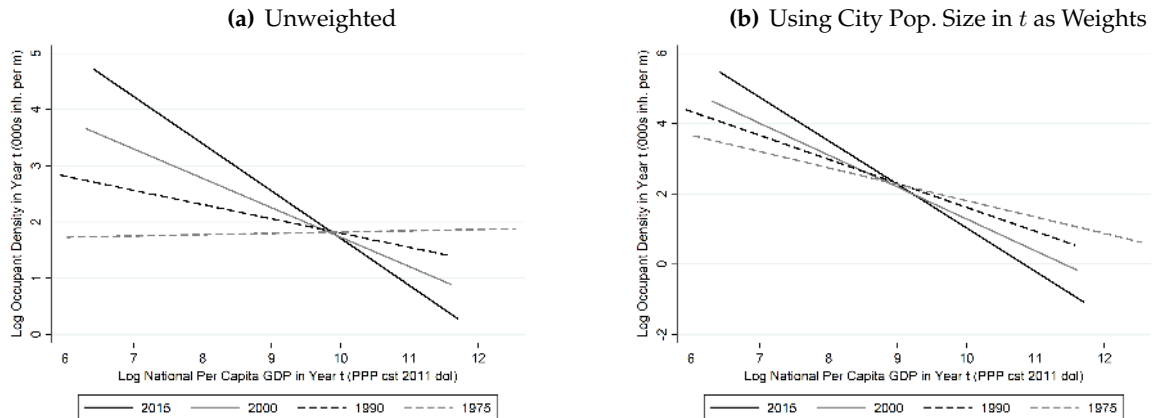 (a) Unweighted
Log Occupant Density in Year t (000s inh. per m)
5
4
3
2
1
0
6 7 8 9 10 11 12
Log National Per Capita GDP in Year t (PPP cst 2011 dol)
2015 2000 1990 1975
(b) Using City Pop. Size in t as Weights
Log Occupant Density in Year t (000s inh. per m)
6
4
2
0
-2
6 7 8 9 10 11 12
Log National Per Capita GDP in Year t (PPP cst 2011 dol)
2015 2000 1990 1975